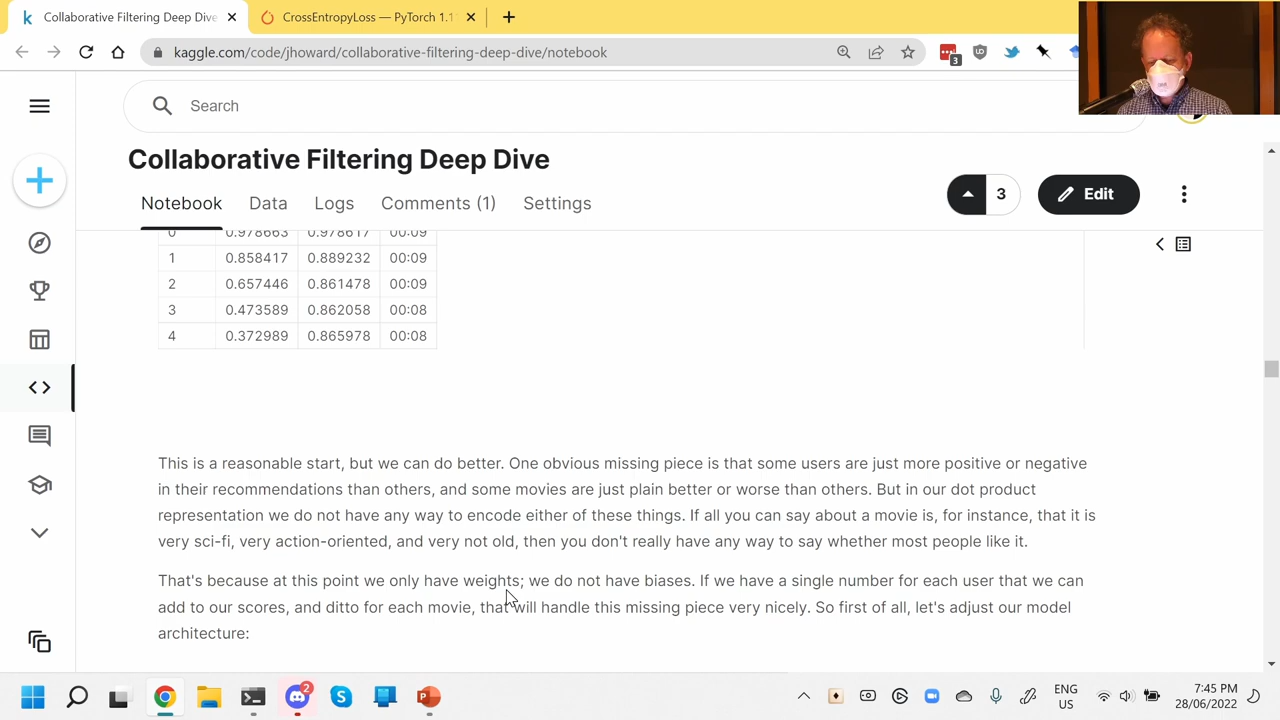 Collaborative Filtering Deep Dive
CrossEntropyLoss — PyTorch 1.1
kaggle.com/code/jhoward/collaborative-filtering-deep-dive/notebook
3
Search
Collaborative Filtering Deep Dive
3
Edit
Notebook
Data
Logs
Comments (1)
Settings
0 0.978663 0.978617 00:09
1 0.858417 0.889232 00:09
2 0.657446 0.861478 00:09
3 0.473589 0.862058 00:08
4 0.372989 0.865978 00:08
This is a reasonable start, but we can do better. One obvious missing piece is that some users are just more positive or negative
in their recommendations than others, and some movies are just plain better or worse than others. But in our dot product
representation we do not have any way to encode either of these things. If all you can say about a movie is, for instance, that it is
very sci-fi, very action-oriented, and very not old, then you don't really have any way to say whether most people like it.
That's because at this point we only have weights; we do not have biases. If we have a single number for each user that we can
add to our scores, and ditto for each movie, that will handle this missing piece very nicely. So first of all, let's adjust our model
architecture:
2
ENG
US
7:45 PM
28/06/2022